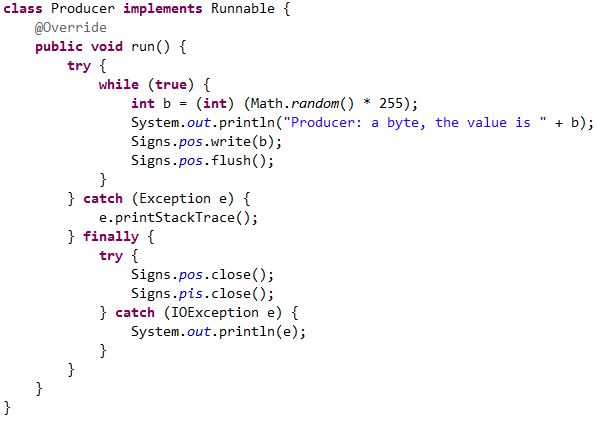 class Producer implements Runnable {
    @Override
    public void run() {
        try {
            while (true) {
                int b = (int) (Math.random() * 255);
                System.out.println("Producer: a byte, the value is " + b);
                Signs.pos.write(b);
                Signs.pos.flush();
            }
        } catch (Exception e) {
            e.printStackTrace();
        } finally {
            try {
                Signs.pos.close();
                Signs.pis.close();
            } catch (IOException e) {
                System.out.println(e);
            }
        }
    }
}